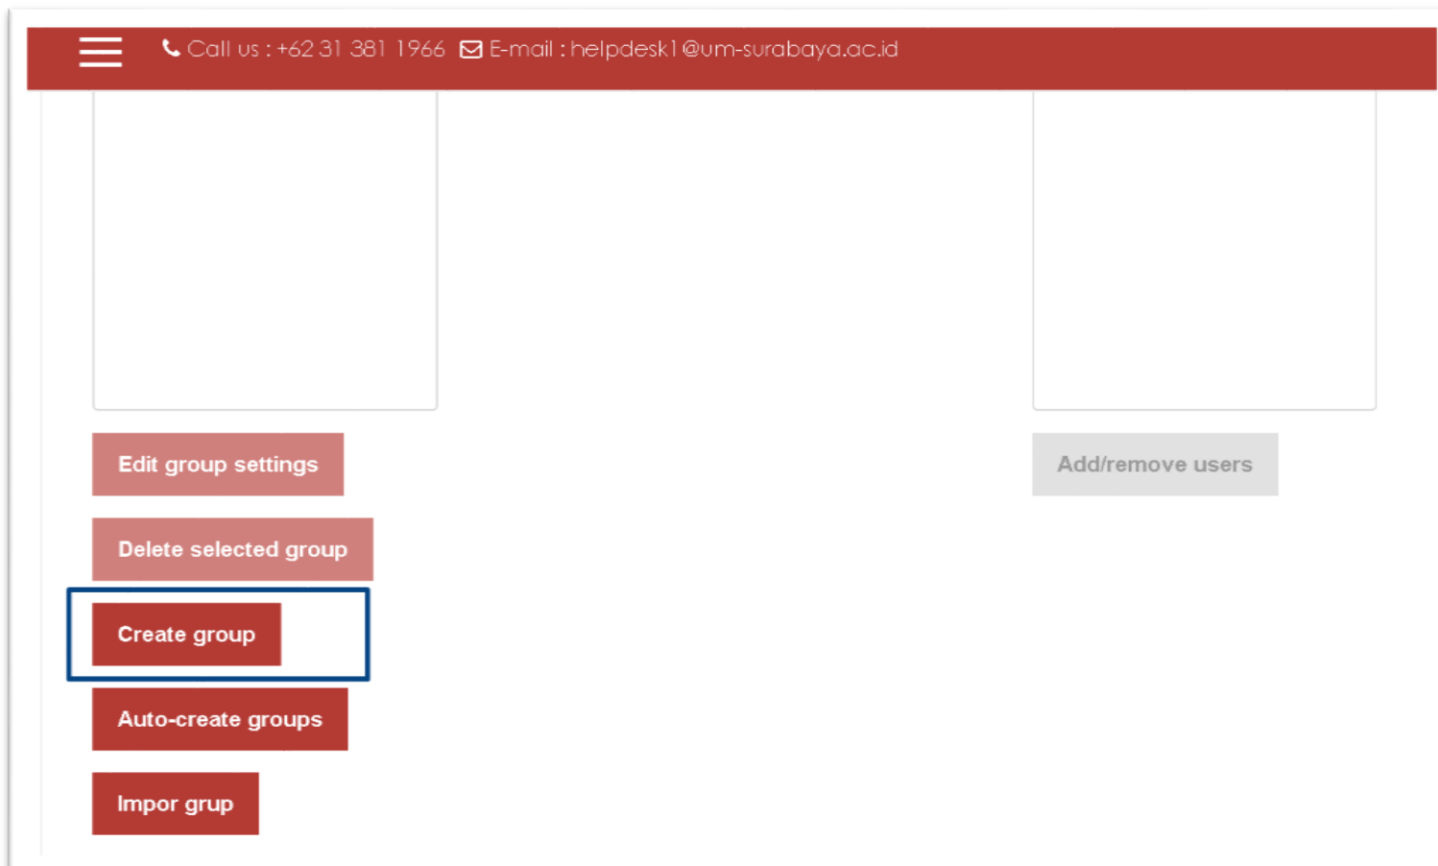 Call us : +62 31 381 1966 E-mail : helpdesk1@um-surabaya.ac.id
Edit group settings
Add/remove users
Delete selected group
Create group
Auto-create groups
Impor grup